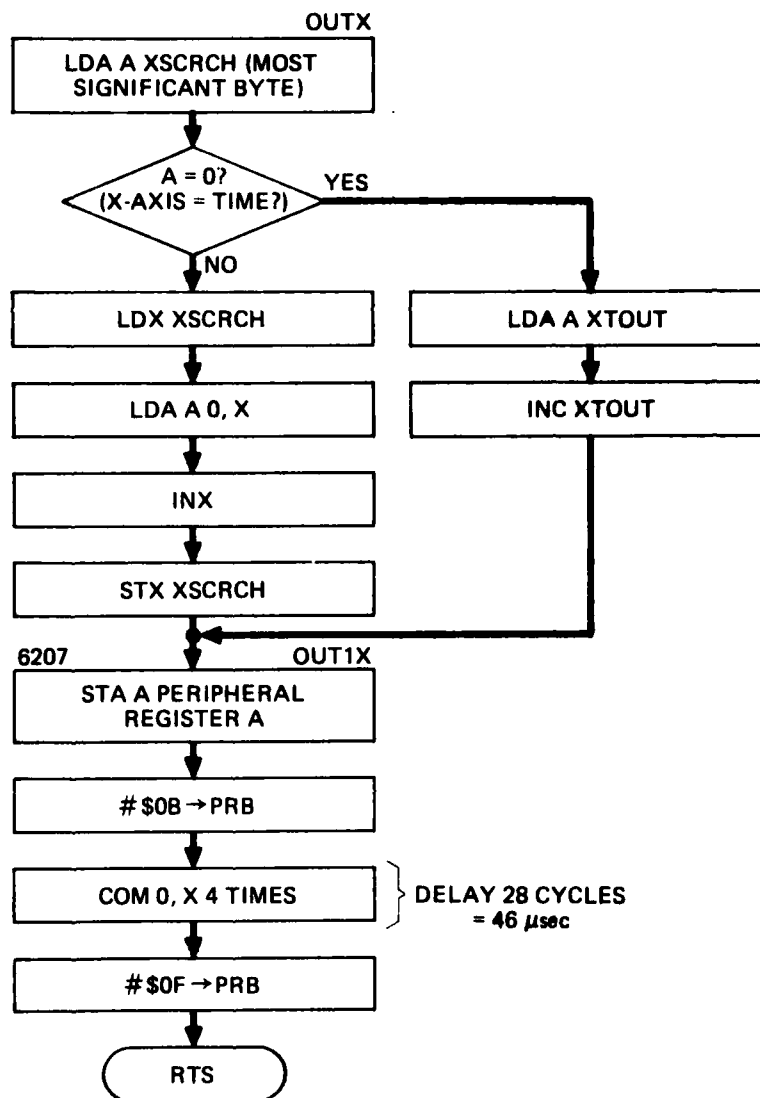 OUTX
LDA A XSCRCH (MOST
SIGNIFICANT BYTE)
A = 0?
(X-AXIS = TIME?)
YES
NO
LDX XSCRCH
LDA A XTOUT
LDA A 0, X
INC XTOUT
INX
STX XSCRCH
6207
OUT1X
STA A PERIPHERAL
REGISTER A
#$0B→PRB
COM 0, X 4 TIMES
DELAY 28 CYCLES
= 46 μsec
#$0F→PRB
RTS